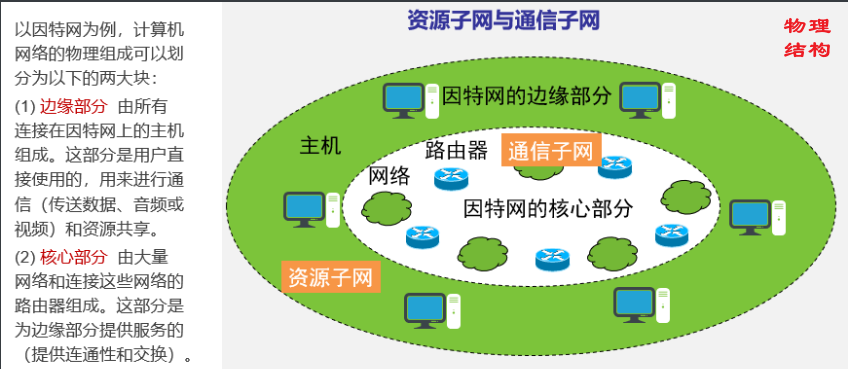 资源子网与通信子网
物理
结构
以因特网为例，计算机
网络的物理组成可以划
分为以下的两大块：
(1) 边缘部分 由所有
连接在因特网上的主机
组成。这部分是用户直
接使用的，用来进行通
信（传送数据、音频或
视频）和资源共享。
(2) 核心部分 由大量
网络和连接这些网络的
路由器组成。这部分是
为边缘部分提供服务的
（提供连通性和交换）。
因特网的边缘部分
主机
路由器
通信子网
网络
因特网的核心部分
资源子网